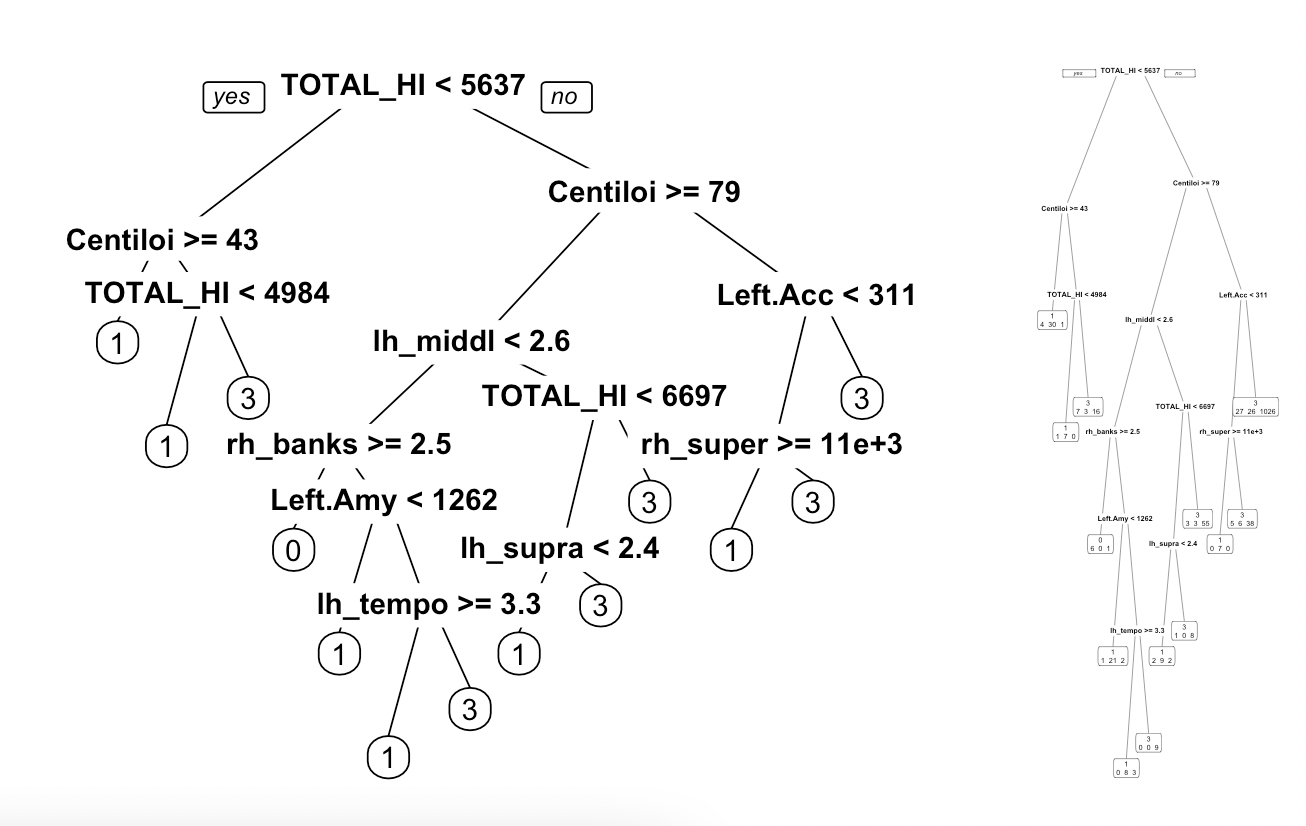 TOTAL_HI < 5637
yes
no
Centiloi >= 79
Centiloi >= 43
TOTAL_HI < 4984
Left.Acc < 311
1
lh_middl < 2.6
TOTAL_HI < 6697
3
3
1
rh_banks >= 2.5
rh_super >= 11e+3
Left.Amy < 1262
3
3
0
lh_supra < 2.4
1
lh_tempo >= 3.3
3
1
1
3
1
TOTAL_HI < 5637
yes
no
Centiloi >= 79
Centiloi >= 43
TOTAL_HI < 4984
Left.Acc < 311
1
4 30 1
lh_middl < 2.6
3
7 3 16
TOTAL_HI < 6697
3
27 26 1026
1
1 7 0
rh_banks >= 2.5
rh_super >= 11e+3
Left.Amy < 1262
3
3 3 55
3
5 6 38
0
6 0 1
lh_supra < 2.4
1
0 7 0
lh_tempo >= 3.3
3
1 0 8
1
1 21 2
1
2 9 2
3
0 0 9
1
0 8 3